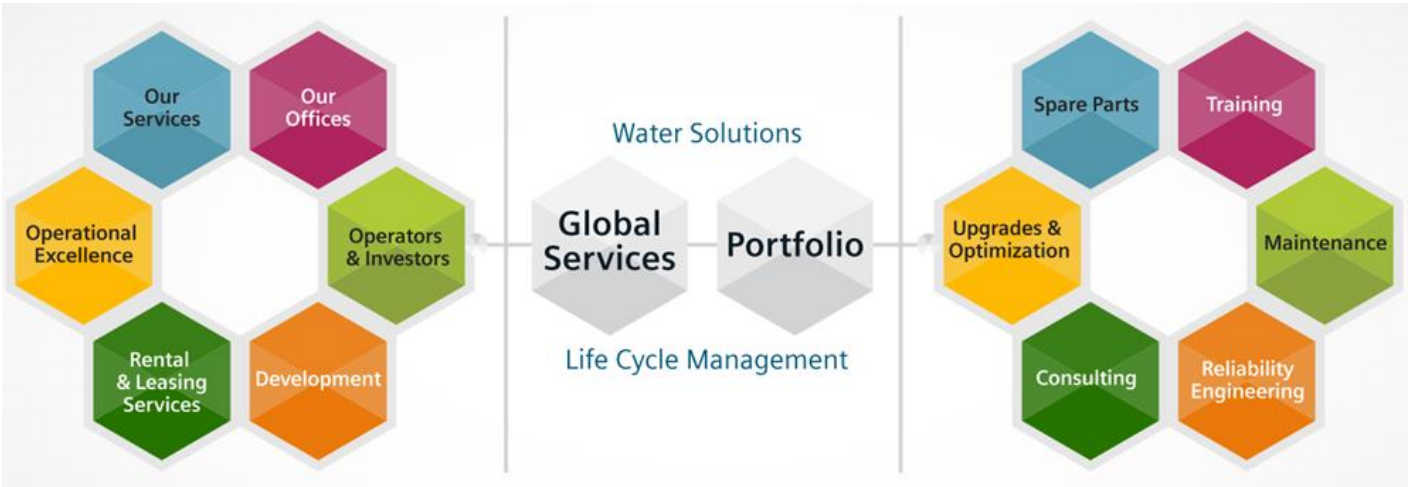 Our
Services
Our
Offices
Operational
Excellence
Operators
& Investors
Rental
& Leasing
Services
Development
Water Solutions
Global
Services
Portfolio
Life Cycle Management
Spare Parts
Training
Upgrades &
Optimization
Maintenance
Consulting
Reliability
Engineering